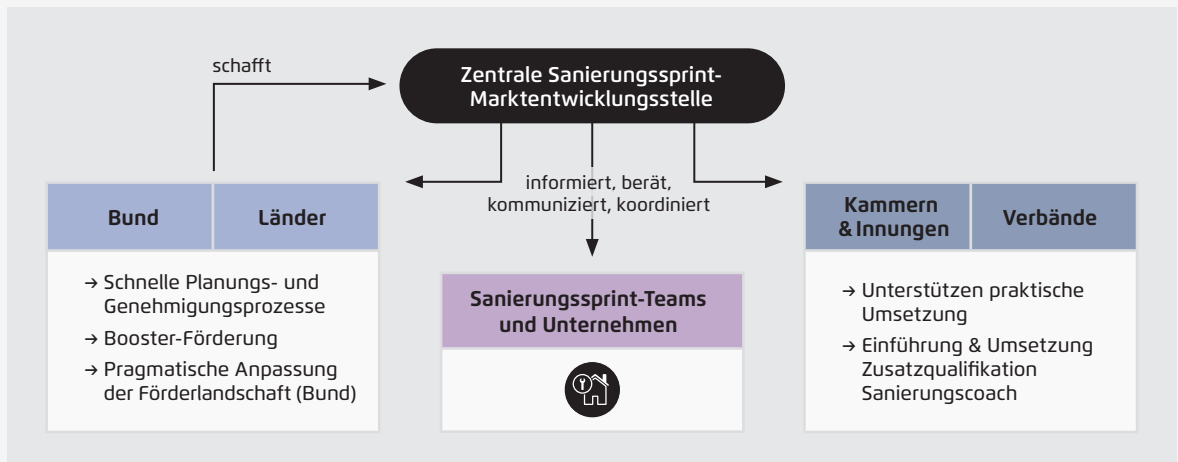 schafft
Zentrale Sanierungssprint-
Marktentwicklungsstelle
informiert, berät,
kommuniziert, koordiniert
Bund
Länder
→ Schnelle Planungs- und
Genehmigungsprozesse
→ Booster-Förderung
→ Pragmatische Anpassung
der Förderlandschaft (Bund)
Sanierungssprint-Teams
und Unternehmen
Kammern
& Innungen
Verbände
→ Unterstützen praktische
Umsetzung
→ Einführung & Umsetzung
Zusatzqualifikation
Sanierungscoach